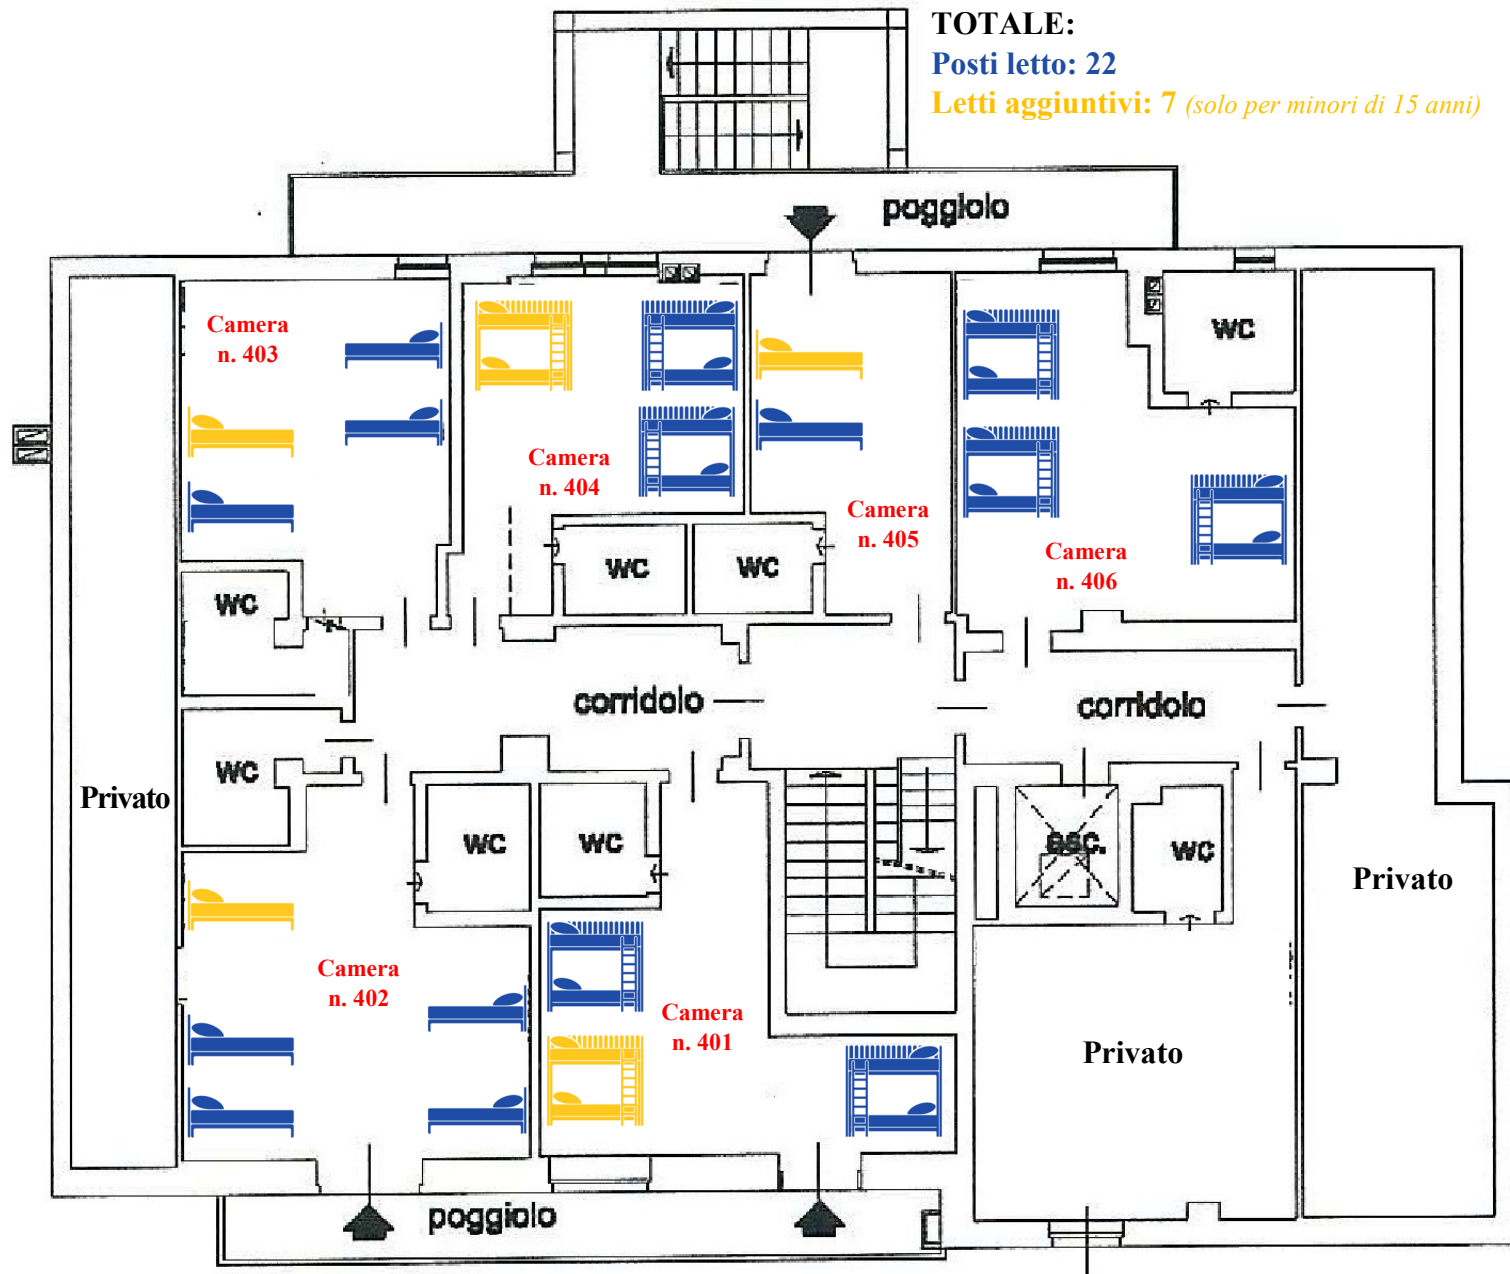 TOTALE:
Posti letto: 22
Letti aggiuntivi: 7 (solo per minori di 15 anni)
poggiolo
Camera
n. 403
wc
Camera
n. 404
Camera
n. 405
Camera
n. 406
wc
wc
wc
corridoio
corridoio
wc
Privato
wc
wc
asc.
wc
Privato
Camera
n. 402
Camera
n. 401
Privato
poggiolo